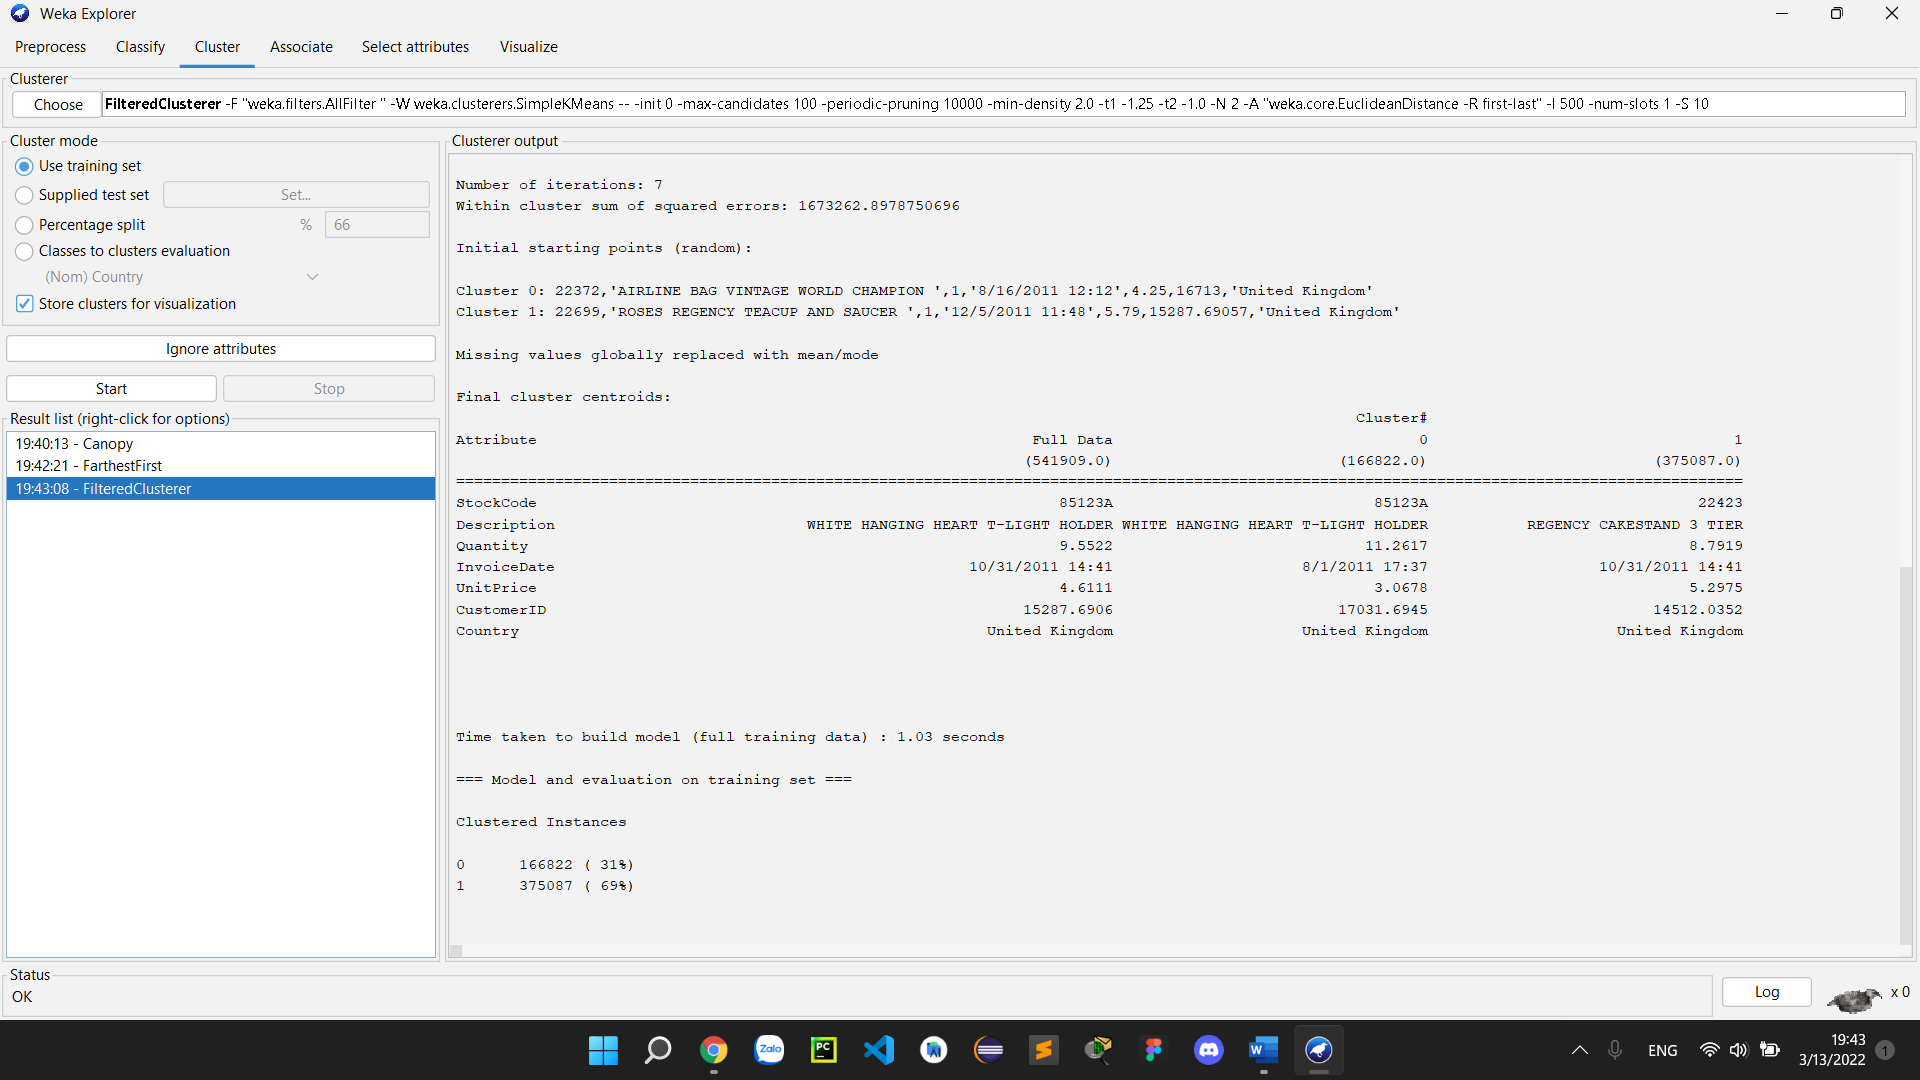 Weka Explorer
Preprocess Classify Cluster Associate Select attributes Visualize
Clusterer
Choose FilteredClusterer -F "weka.filters.AllFilter " -W weka.clusterers.SimpleKMeans -- -init 0 -max-candidates 100 -periodic-pruning 10000 -min-density 2.0 -t1 -1.25 -t2 -1.0 -N 2 -A "weka.core.EuclideanDistance -R first-last" -I 500 -num-slots 1 -S 10
Cluster mode
Use training set
Supplied test set Set...
Percentage split % 66
Classes to clusters evaluation
(Nom) Country
Store clusters for visualization
Ignore attributes
Start Stop
Result list (right-click for options)
19:40:13 - Canopy
19:42:21 - FarthestFirst
19:43:08 - FilteredClusterer
Clusterer output
Number of iterations: 7
Within cluster sum of squared errors: 1673262.8978750696
Initial starting points (random):
Cluster 0: 22372,'AIRLINE BAG VINTAGE WORLD CHAMPION ',1,'8/16/2011 12:12',4.25,16713,'United Kingdom'
Cluster 1: 22699,'ROSES REGENCY TEACUP AND SAUCER ',1,'12/5/2011 11:48',5.79,15287.69057,'United Kingdom'
Missing values globally replaced with mean/mode
Final cluster centroids:
Cluster#
Attribute Full Data 0 1
(541909.0) (166822.0) (375087.0)
==========================================================================================================================================
StockCode 85123A 85123A 22423
Description WHITE HANGING HEART T-LIGHT HOLDER WHITE HANGING HEART T-LIGHT HOLDER REGENCY CAKESTAND 3 TIER
Quantity 9.5522 11.2617 8.7919
InvoiceDate 10/31/2011 14:41 8/1/2011 17:37 10/31/2011 14:41
UnitPrice 4.6111 3.0678 5.2975
CustomerID 15287.6906 17031.6945 14512.0352
Country United Kingdom United Kingdom United Kingdom
Time taken to build model (full training data) : 1.03 seconds
=== Model and evaluation on training set ===
Clustered Instances
0 166822 ( 31%)
1 375087 ( 69%)
Status
OK
Log x 0
Zalo PC W ENG 19:43
3/13/2022 1